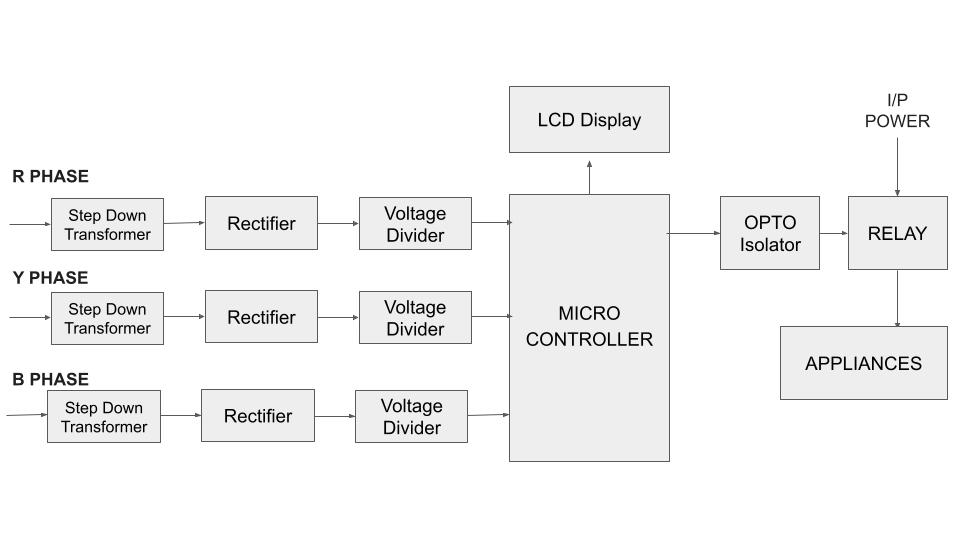 LCD Display
I/P
POWER
R PHASE
Step Down
Transformer
Rectifier
Voltage
Divider
OPTO
Isolator
RELAY
Y PHASE
Step Down
Transformer
Rectifier
Voltage
Divider
MICRO
CONTROLLER
APPLIANCES
B PHASE
Step Down
Transformer
Rectifier
Voltage
Divider